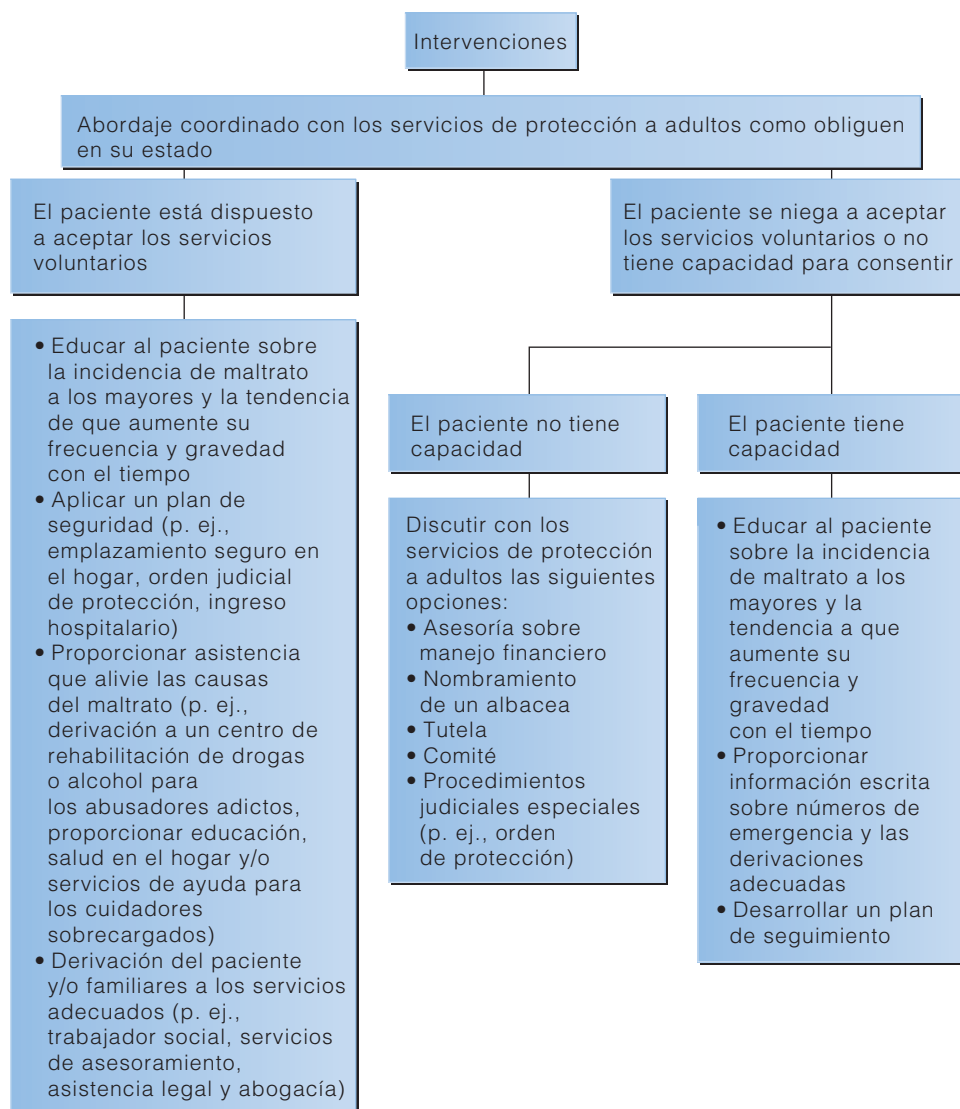 Intervenciones
Abordaje coordinado con los servicios de protección a adultos como obliguen
en su estado
El paciente está dispuesto
a aceptar los servicios
voluntarios
El paciente se niega a aceptar
los servicios voluntarios o no
tiene capacidad para consentir
• Educar al paciente sobre
la incidencia de maltrato
a los mayores y la tendencia
de que aumente su
frecuencia y gravedad
con el tiempo
• Aplicar un plan de
seguridad (p. ej.,
emplazamiento seguro en
el hogar, orden judicial
de protección, ingreso
hospitalario)
• Proporcionar asistencia
que alivie las causas
del maltrato (p. ej.,
derivación a un centro de
rehabilitación de drogas
o alcohol para
los abusadores adictos,
proporcionar educación,
salud en el hogar y/o
servicios de ayuda para
los cuidadores
sobrecargados)
• Derivación del paciente
y/o familiares a los servicios
adecuados (p. ej.,
trabajador social, servicios
de asesoramiento,
asistencia legal y abogacía)
El paciente no tiene
capacidad
Discutir con los
servicios de protección
a adultos las siguientes
opciones:
• Asesoría sobre
manejo financiero
• Nombramiento
de un albacea
• Tutela
• Comité
• Procedimientos
judiciales especiales
(p. ej., orden
de protección)
El paciente tiene
capacidad
• Educar al paciente
sobre la incidencia
de maltrato a los
mayores y la
tendencia a que
aumente su
frecuencia y
gravedad
con el tiempo
• Proporcionar
información escrita
sobre números de
emergencia y las
derivaciones
adecuadas
• Desarrollar un plan
de seguimiento